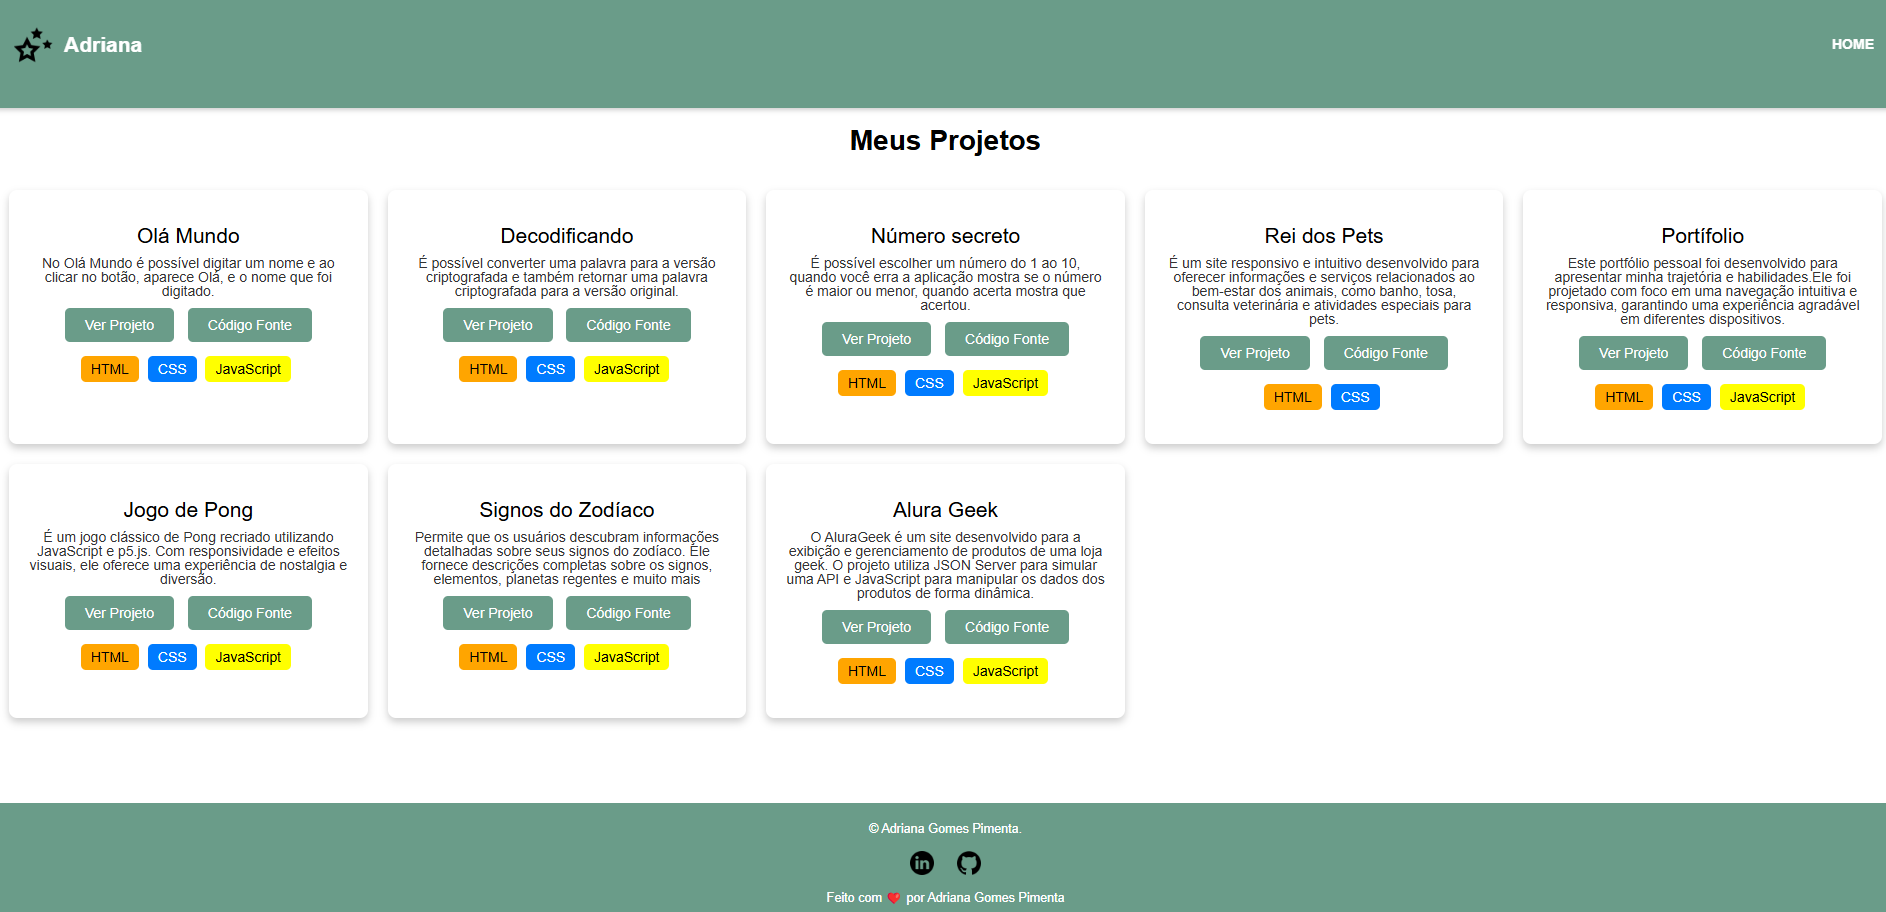 Adriana
HOME
Meus Projetos
Olá Mundo
No Olá Mundo é possível digitar um nome e ao
clicar no botão, aparece Olá, e o nome que foi
digitado.
Ver Projeto Código Fonte
HTML CSS JavaScript
Decodificando
É possível converter uma palavra para a versão
criptografada e também retornar uma palavra
criptografada para a versão original.
Ver Projeto Código Fonte
HTML CSS JavaScript
Número secreto
É possível escolher um número do 1 ao 10,
quando você erra a aplicação mostra se o número
é maior ou menor, quando acerta mostra que
acertou.
Ver Projeto Código Fonte
HTML CSS JavaScript
Rei dos Pets
É um site responsivo e intuitivo desenvolvido para
oferecer informações e serviços relacionados ao
bem-estar dos animais, como banho, tosa,
consulta veterinária e atividades especiais para
pets.
Ver Projeto Código Fonte
HTML CSS
Portífolio
Este portfólio pessoal foi desenvolvido para
apresentar minha trajetória e habilidades.Ele foi
projetado com foco em uma navegação intuitiva e
responsiva, garantindo uma experiência agradável
em diferentes dispositivos.
Ver Projeto Código Fonte
HTML CSS JavaScript
Jogo de Pong
É um jogo clássico de Pong recriado utilizando
JavaScript e p5.js. Com responsividade e efeitos
visuais, ele oferece uma experiência de nostalgia e
diversão.
Ver Projeto Código Fonte
HTML CSS JavaScript
Signos do Zodíaco
Permite que os usuários descubram informações
detalhadas sobre seus signos do zodíaco. Ele
fornece descrições completas sobre os signos,
elementos, planetas regentes e muito mais
Ver Projeto Código Fonte
HTML CSS JavaScript
Alura Geek
O AluraGeek é um site desenvolvido para a
exibição e gerenciamento de produtos de uma loja
geek. O projeto utiliza JSON Server para simular
uma API e JavaScript para manipular os dados dos
produtos de forma dinâmica.
Ver Projeto Código Fonte
HTML CSS JavaScript
© Adriana Gomes Pimenta.
in
Feito com ❤️ por Adriana Gomes Pimenta